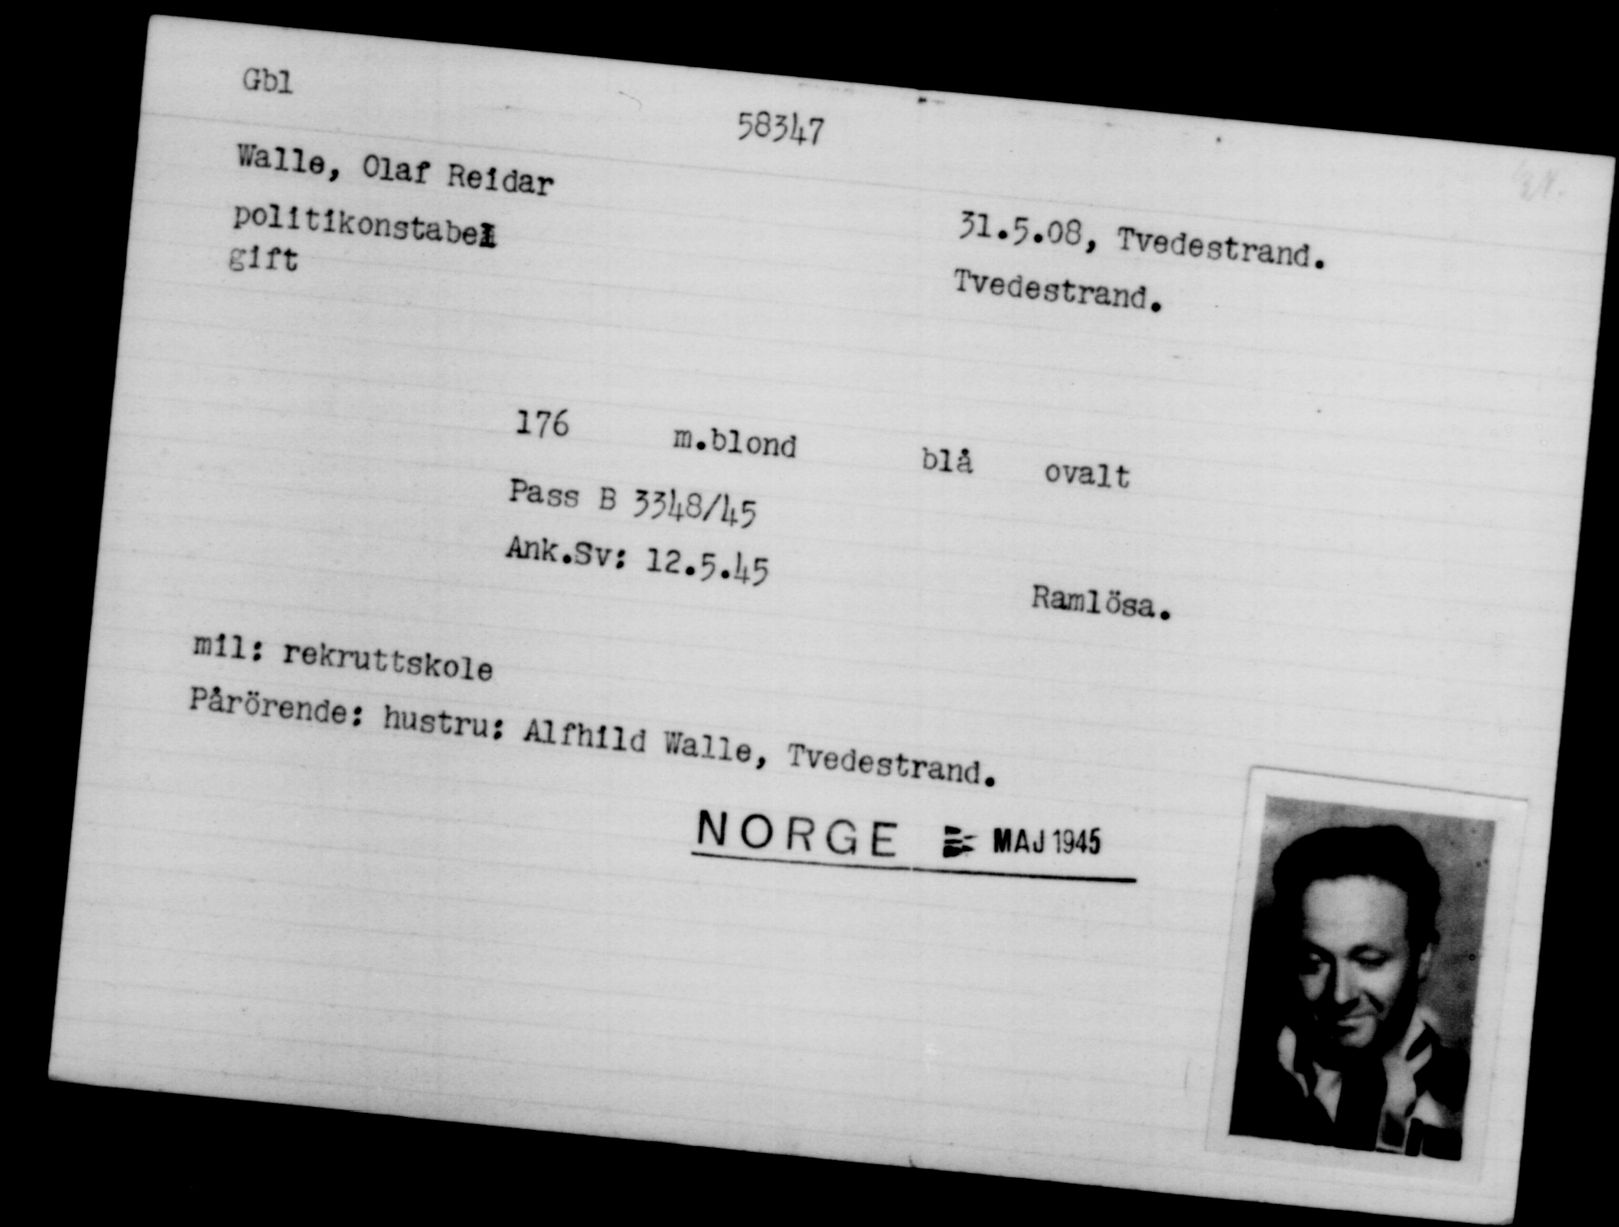 Gbl
58347
Walle, Olaf Reidar
31.5.08, Tvedestrand.
politikonstabel
Tvedestrand.
gift
176 m.blond blå ovalt
Pass B 3348/45
Ank.Sv: 12.5.45 Ramlösa.
mil: rekruttskole
Pårörende: hustru: Alfhild Walle, Tvedestrand.
NORGE MAJ 1945